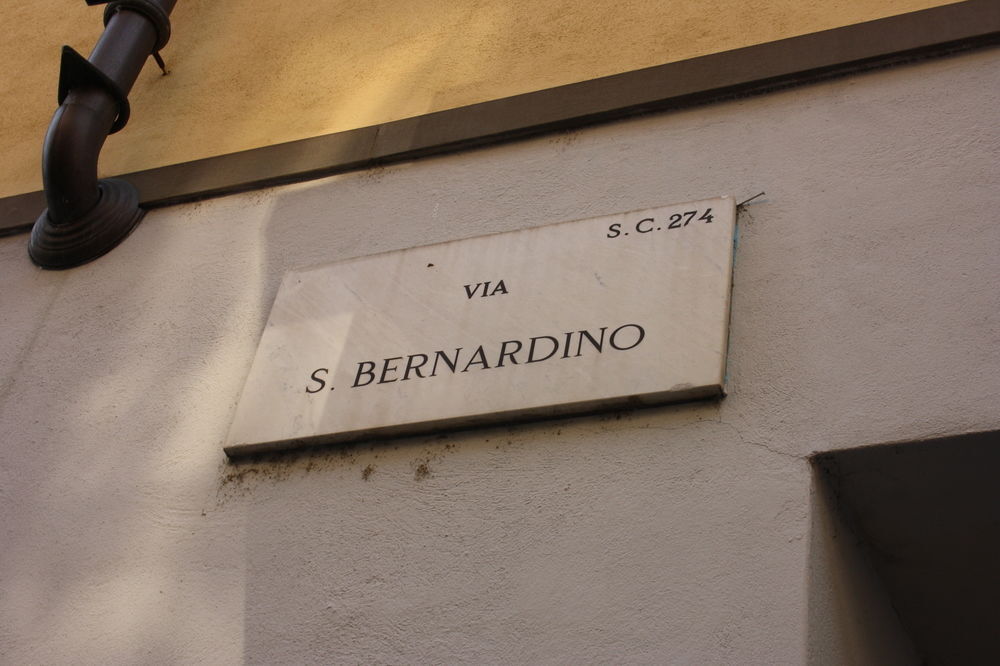 S. C. 274
VIA
S. BERNARDINO